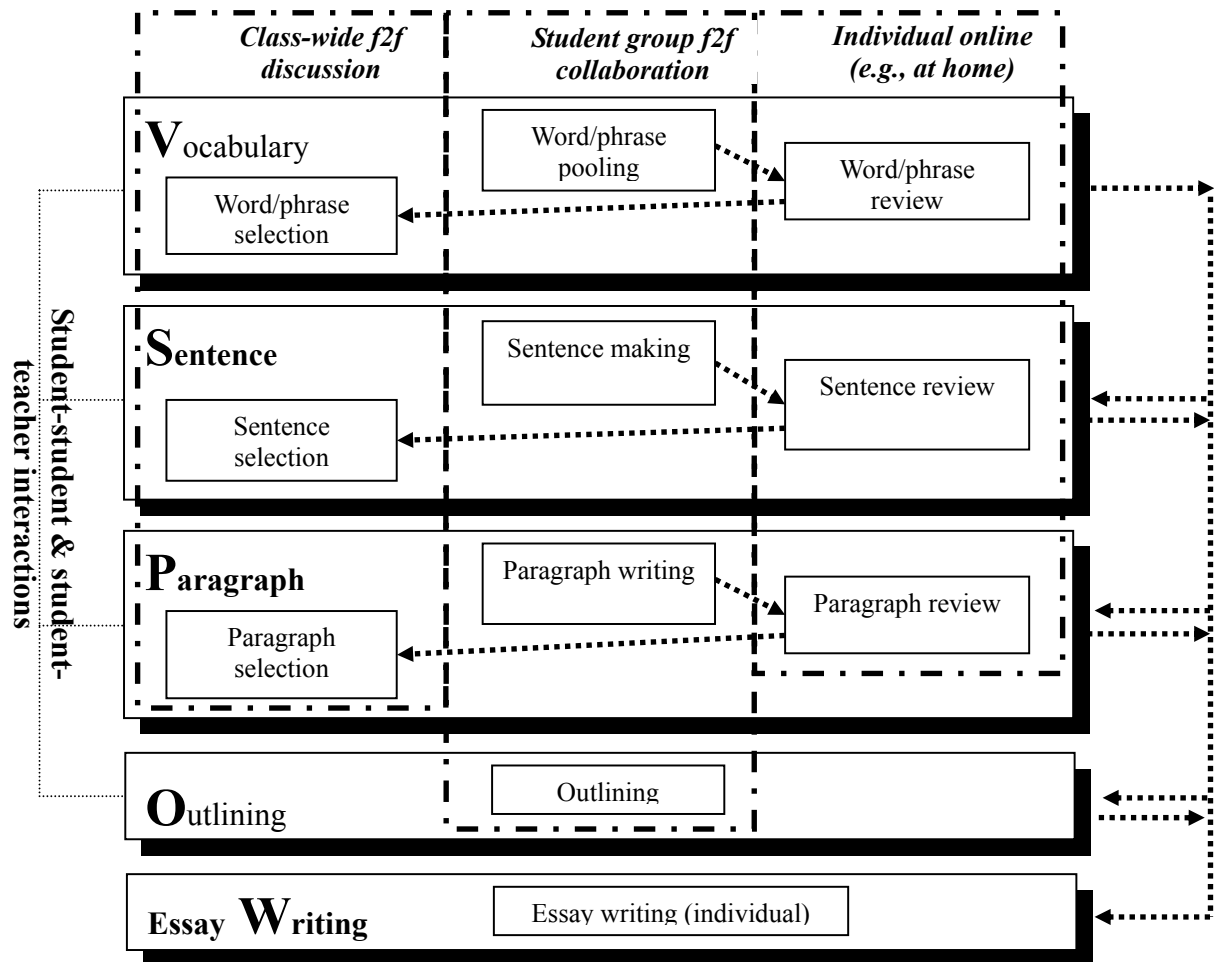 Class-wide f2f
discussion
Student group f2f
collaboration
Individual online
(e.g., at home)
Vocabulary
Word/phrase
pooling
Word/phrase
review
Word/phrase
selection
Sentence
Sentence making
Sentence review
Sentence
selection
Paragraph
Paragraph writing
Paragraph review
Paragraph
selection
Outlining
Outlining
Essay Writing
Essay writing (individual)
Student-student & student-
teacher interactions